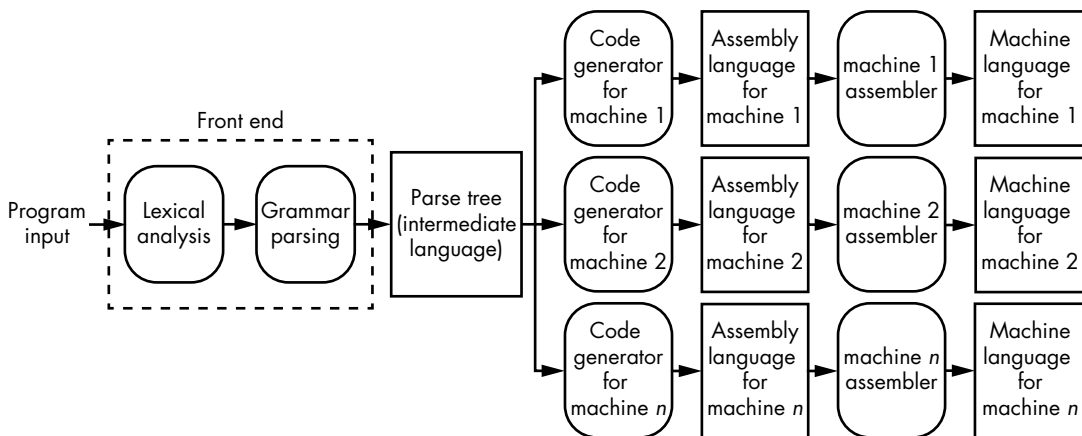 Front end
Program
input
Lexical
analysis
Grammar
parsing
Parse tree
(intermediate
language)
Code
generator
for
machine 1
Assembly
language
for
machine 1
machine 1
assembler
Machine
language
for
machine 1
Code
generator
for
machine 2
Assembly
language
for
machine 2
machine 2
assembler
Machine
language
for
machine 2
Code
generator
for
machine n
Assembly
language
for
machine n
machine n
assembler
Machine
language
for
machine n